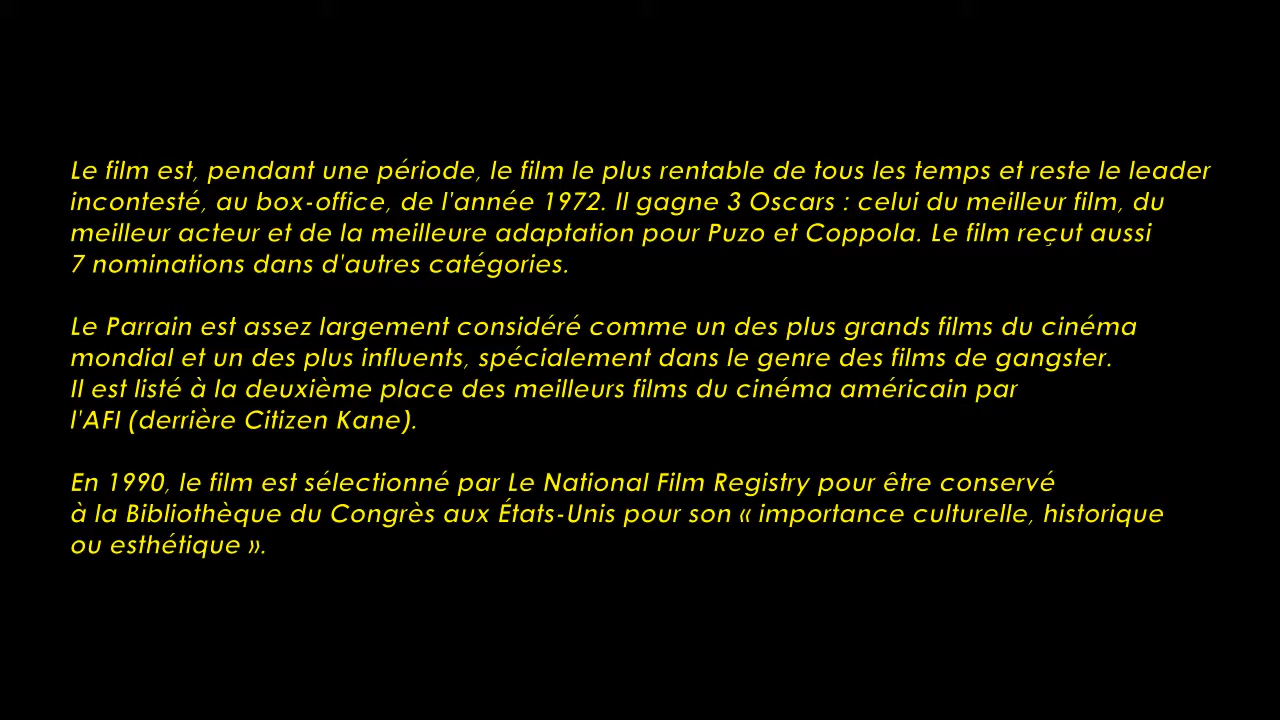 Le film est, pendant une période, le film le plus rentable de tous les temps et reste le leader
incontesté, au box-office, de l'année 1972. Il gagne 3 Oscars : celui du meilleur film, du
meilleur acteur et de la meilleure adaptation pour Puzo et Coppola. Le film reçut aussi
7 nominations dans d'autres catégories.
Le Parrain est assez largement considéré comme un des plus grands films du cinéma
mondial et un des plus influents, spécialement dans le genre des films de gangster.
Il est listé à la deuxième place des meilleurs films du cinéma américain par
l'AFI (derrière Citizen Kane).
En 1990, le film est sélectionné par Le National Film Registry pour être conservé
à la Bibliothèque du Congrès aux États-Unis pour son « importance culturelle, historique
ou esthétique ».